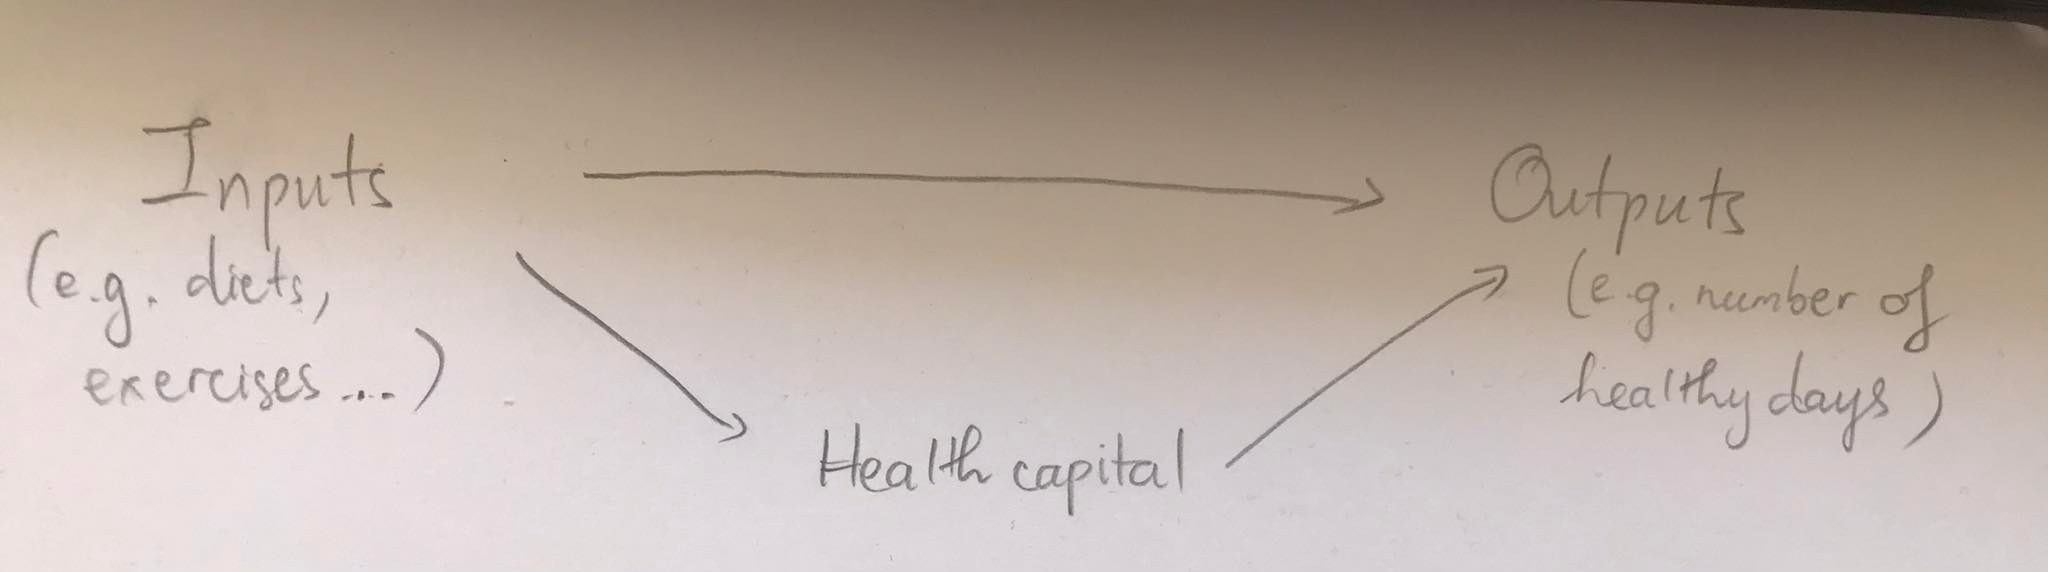 Inputs
(e.g. diets,
exercises ...)
Health capital
Outputs
(e.g. number of
healthy days)